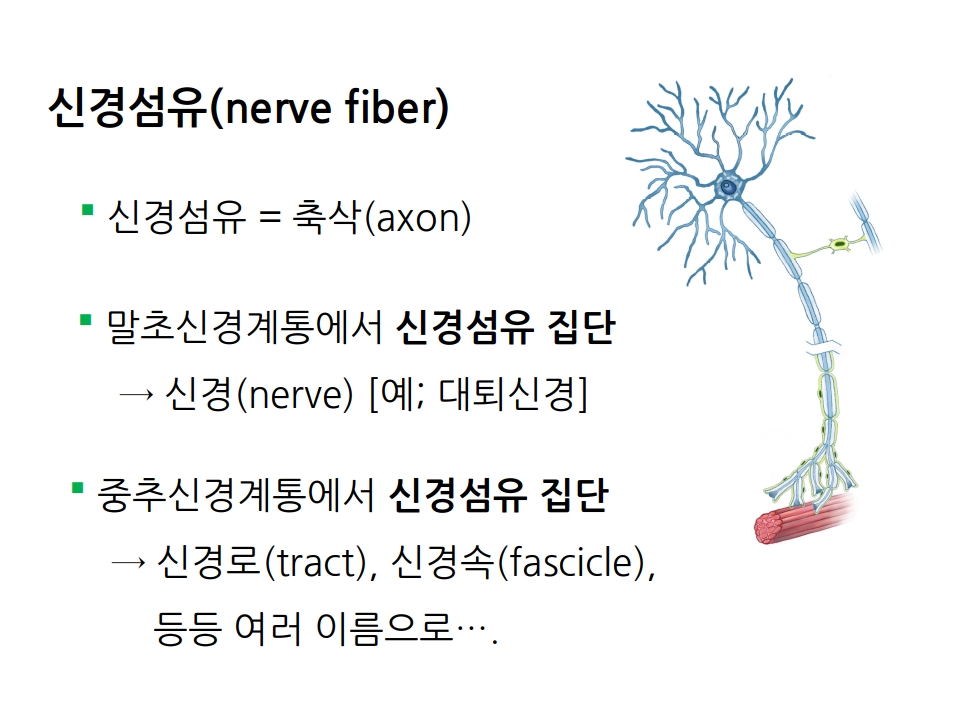 신경섬유(nerve fiber)
▪ 신경섬유 = 축삭(axon)
▪ 말초신경계통에서 신경섬유 집단
→ 신경(nerve) [예; 대퇴신경]
▪ 중추신경계통에서 신경섬유 집단
→ 신경로(tract), 신경속(fascicle),
등등 여러 이름으로….